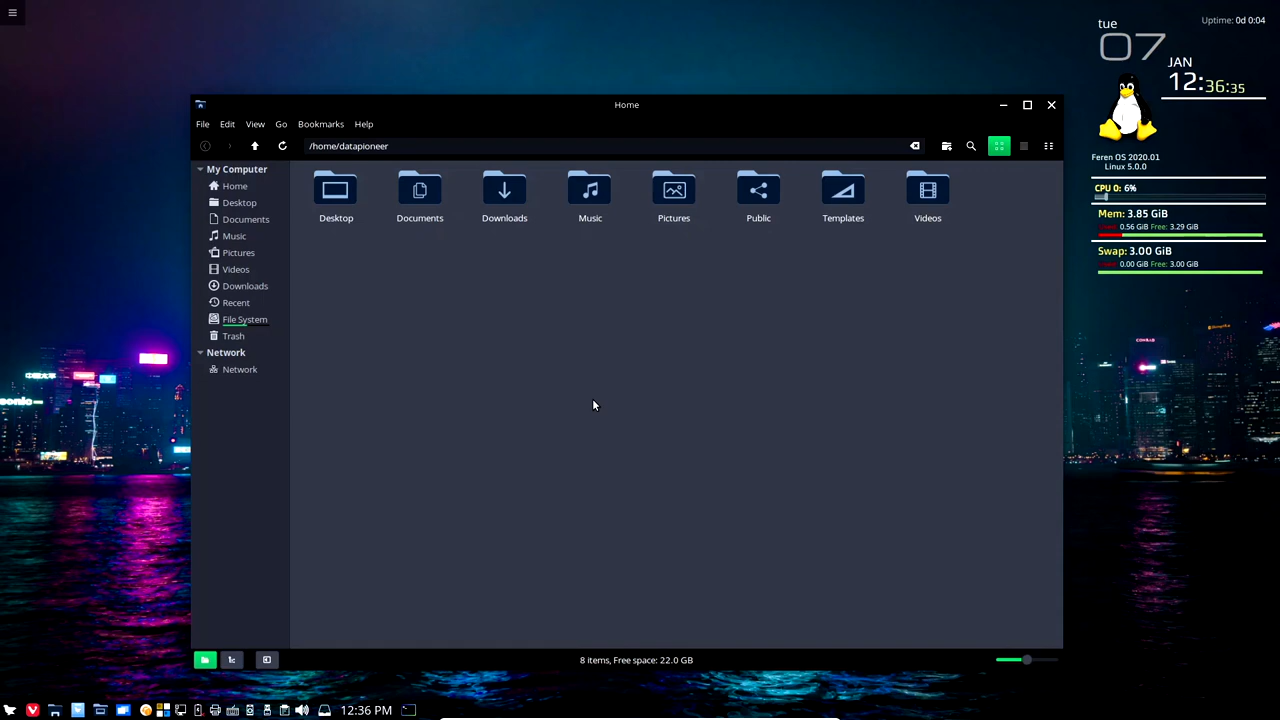 Uptime: 0d 0:04
tue
07
JAN
12:36:35
Feren OS 2020.01
Linux 5.0.0
CPU 0: 6%
Mem: 3.85 GiB
0.56 GiB Free: 3.29 GiB
Swap: 3.00 GiB
0.00 GiB Free: 3.00 GiB
Home
File Edit View Go Bookmarks Help
/home/datapioneer
My Computer
Home
Desktop
Documents
Music
Pictures
Videos
Downloads
Recent
File System
Trash
Network
Network
Desktop Documents Downloads Music Pictures Public Templates Videos
8 items, Free space: 22.0 GB
12:36 PM